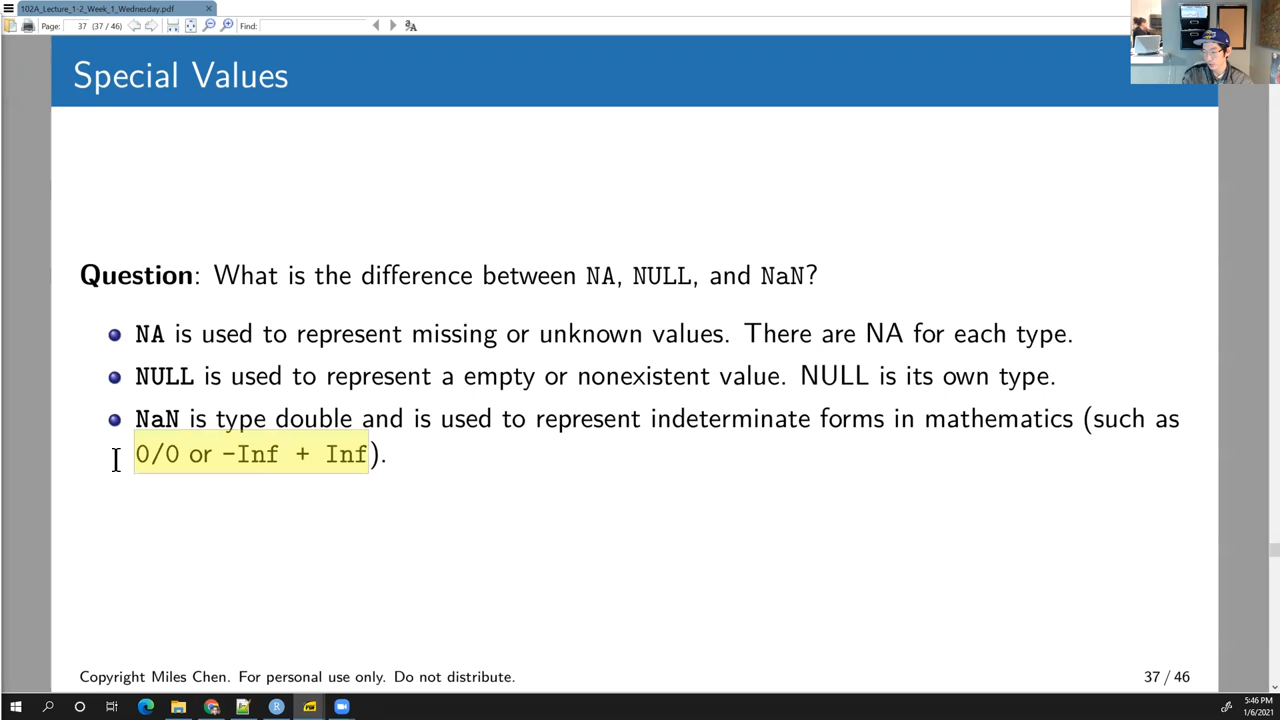 102A_Lecture_1-2_Week_1_Wednesday.pdf
Page: 37 (37 / 46) Find:
Special Values
Question: What is the difference between NA, NULL, and NaN?
NA is used to represent missing or unknown values. There are NA for each type.
NULL is used to represent a empty or nonexistent value. NULL is its own type.
NaN is type double and is used to represent indeterminate forms in mathematics (such as
0/0 or -Inf + Inf).
Copyright Miles Chen. For personal use only. Do not distribute.
37 / 46
5:46 PM
1/6/2021